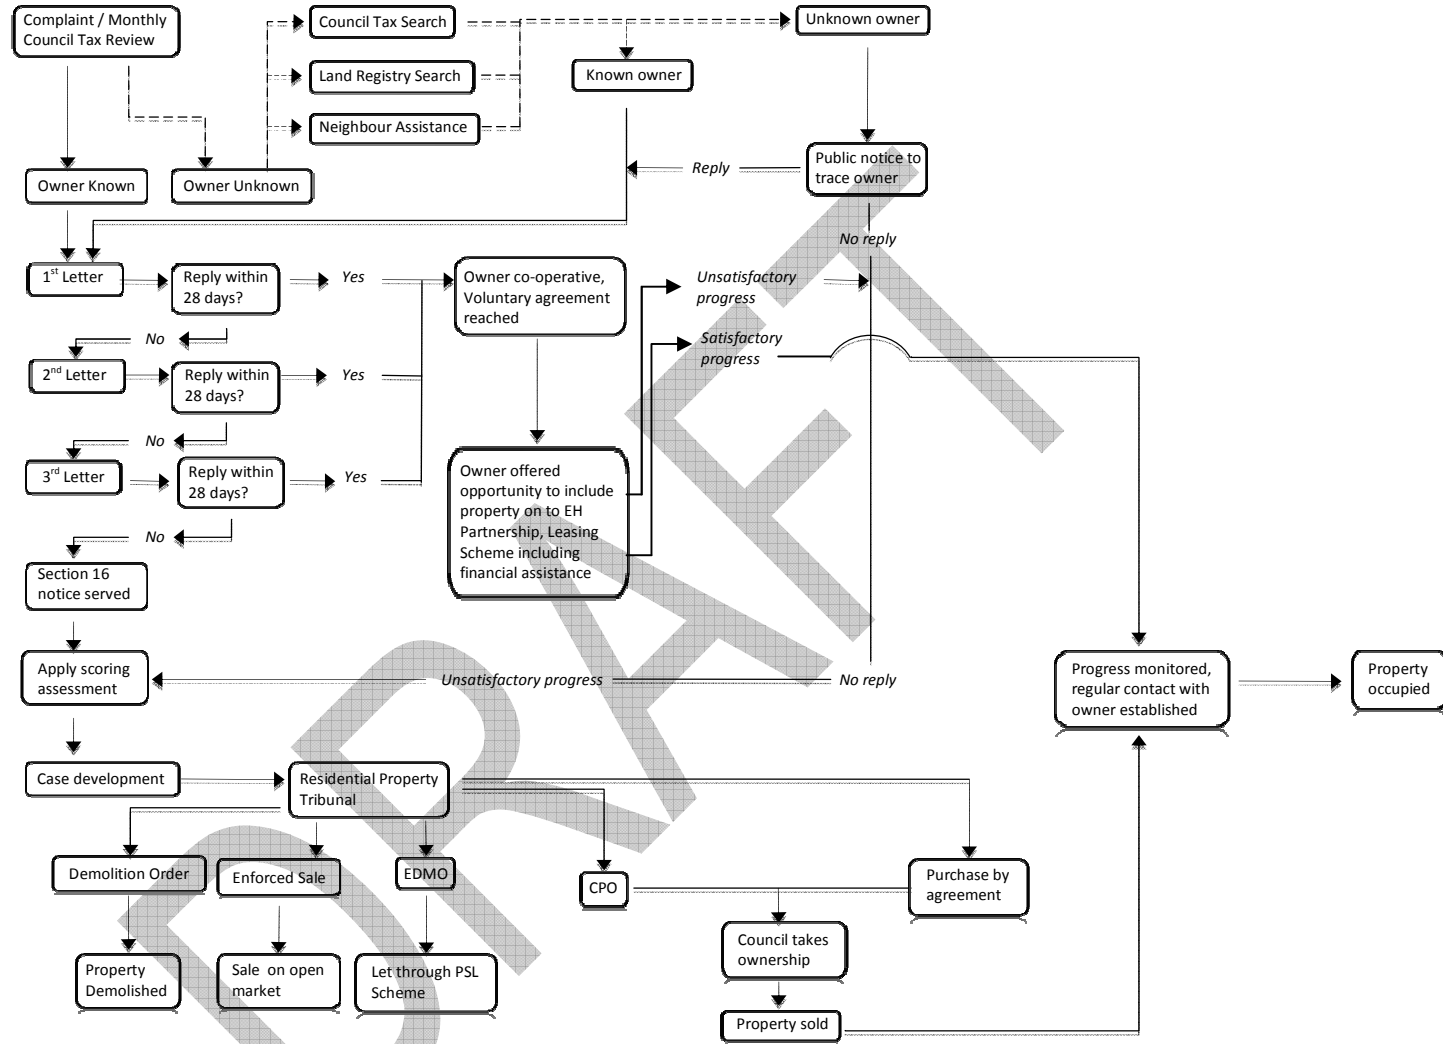 Complaint / Monthly
Council Tax Review
Council Tax Search
Unknown owner
Land Registry Search
Known owner
Neighbour Assistance
Public notice to
trace owner
Reply
Owner Known
Owner Unknown
No reply
1st Letter
Reply within
28 days?
Yes
Owner co-operative,
Voluntary agreement
reached
Unsatisfactory
progress
No
Satisfactory
progress
2nd Letter
Reply within
28 days?
Yes
No
3rd Letter
Reply within
28 days?
Yes
Owner offered
opportunity to include
property on to EH
Partnership, Leasing
Scheme including
financial assistance
No
Section 16
notice served
Apply scoring
assessment
Unsatisfactory progress
No reply
Progress monitored,
regular contact with
owner established
Property
occupied
Case development
Residential Property
Tribunal
Demolition Order
Enforced Sale
EDMO
CPO
Purchase by
agreement
Council takes
ownership
Property
Demolished
Sale on open
market
Let through PSL
Scheme
Property sold
DRAFT